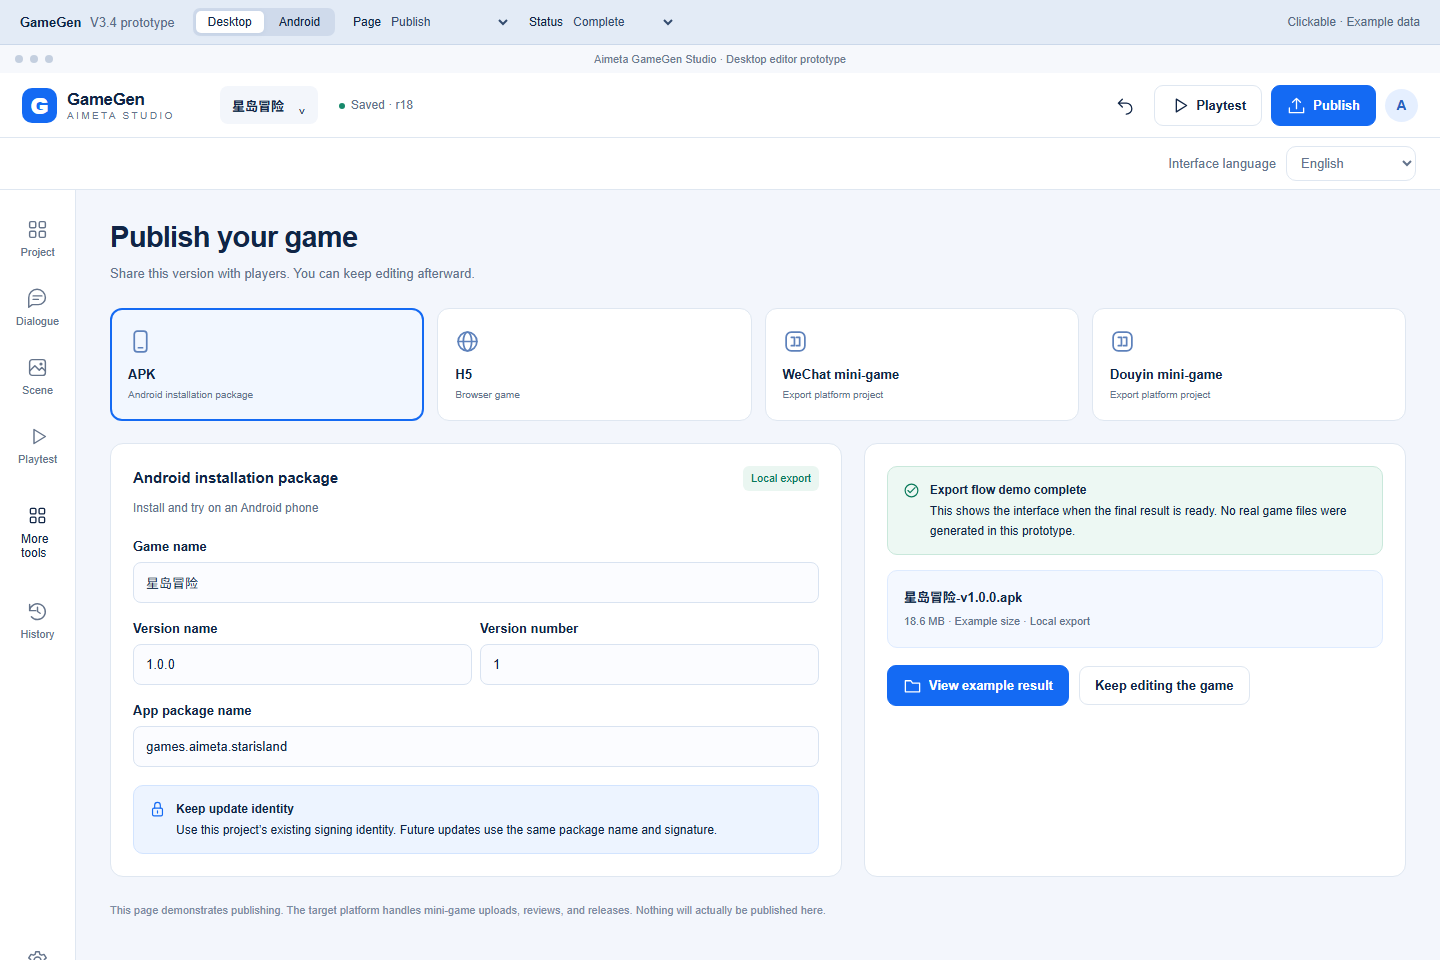 GameGen V3.4 prototype Desktop Android Page Publish Status Complete Clickable · Example data
Aimeta GameGen Studio · Desktop editor prototype
G GameGen
AIMETA STUDIO
星岛冒险
Saved · r18
Playtest
Publish
A
Interface language English
Project
Dialogue
Scene
Playtest
More
tools
History
Publish your game
Share this version with players. You can keep editing afterward.
APK
Android installation package
H5
Browser game
WeChat mini-game
Export platform project
Douyin mini-game
Export platform project
Android installation package
Local export
Install and try on an Android phone
Game name
星岛冒险
Version name
1.0.0
Version number
1
App package name
games.aimeta.starisland
Keep update identity
Use this project's existing signing identity. Future updates use the same package name and signature.
Export flow demo complete
This shows the interface when the final result is ready. No real game files were
generated in this prototype.
星岛冒险-v1.0.0.apk
18.6 MB · Example size · Local export
View example result
Keep editing the game
This page demonstrates publishing. The target platform handles mini-game uploads, reviews, and releases. Nothing will actually be published here.